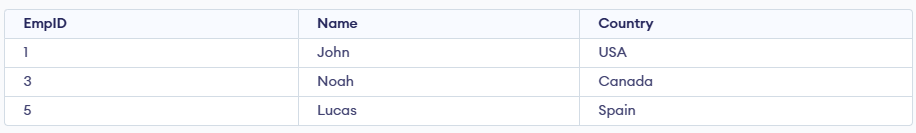 EmpID Name Country
1 John USA
3 Noah Canada
5 Lucas Spain